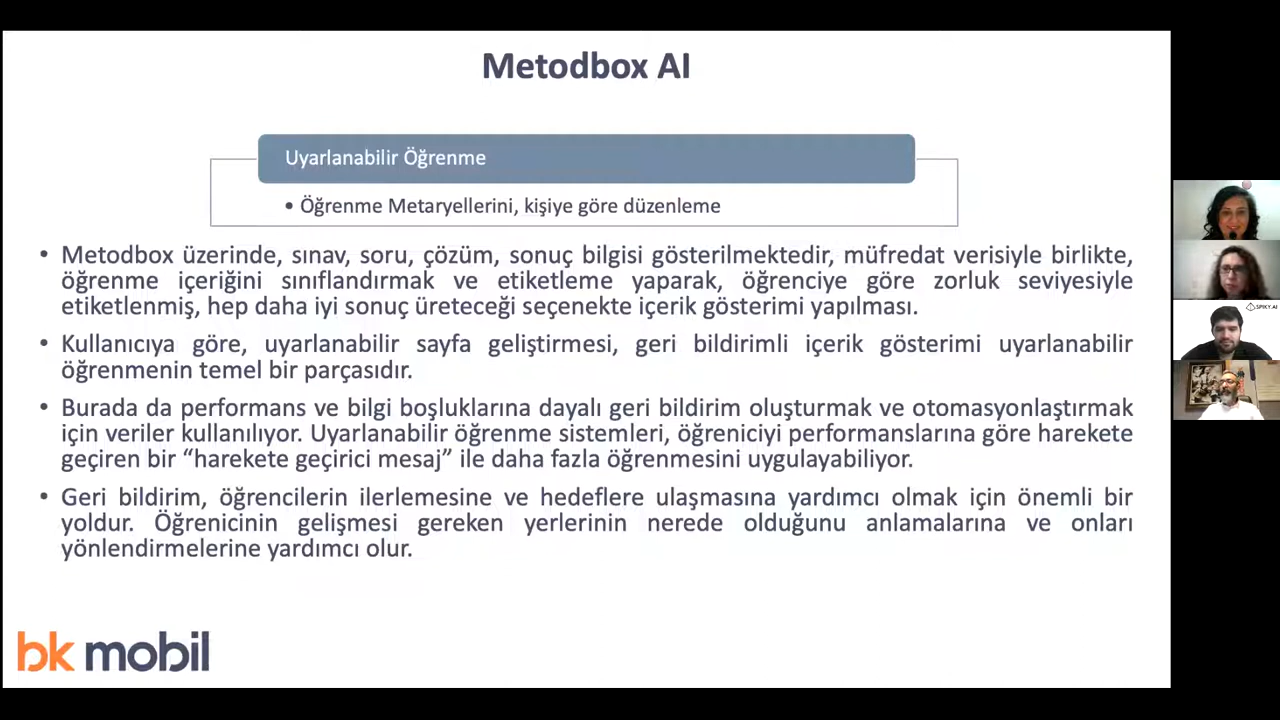 Metodbox AI
Uyarlanabilir Öğrenme
• Öğrenme Metaryellerini, kişiye göre düzenleme
• Metodbox üzerinde, sınav, soru, çözüm, sonuç bilgisi gösterilmektedir, müfredat verisiyle birlikte,
öğrenme içeriğini sınıflandırmak ve etiketleme yaparak, öğrenciye göre zorluk seviyesiyle
etiketlenmiş, hep daha iyi sonuç üreteceği seçenekte içerik gösterimi yapılması.
• Kullanıcıya göre, uyarlanabilir sayfa geliştirmesi, geri bildirimli içerik gösterimi uyarlanabilir
öğrenmenin temel bir parçasıdır.
• Burada da performans ve bilgi boşluklarına dayalı geri bildirim oluşturmak ve otomasyonlaştırmak
için veriler kullanılıyor. Uyarlanabilir öğrenme sistemleri, öğreniciyi performanslarına göre harekete
geçiren bir “harekete geçirici mesaj” ile daha fazla öğrenmesini uygulayabiliyor.
• Geri bildirim, öğrencilerin ilerlemesine ve hedeflere ulaşmasına yardımcı olmak için önemli bir
yoldur. Öğrenicinin gelişmesi gereken yerlerinin nerede olduğunu anlamalarına ve onları
yönlendirmelerine yardımcı olur.
bk mobil
SPIKY.AI